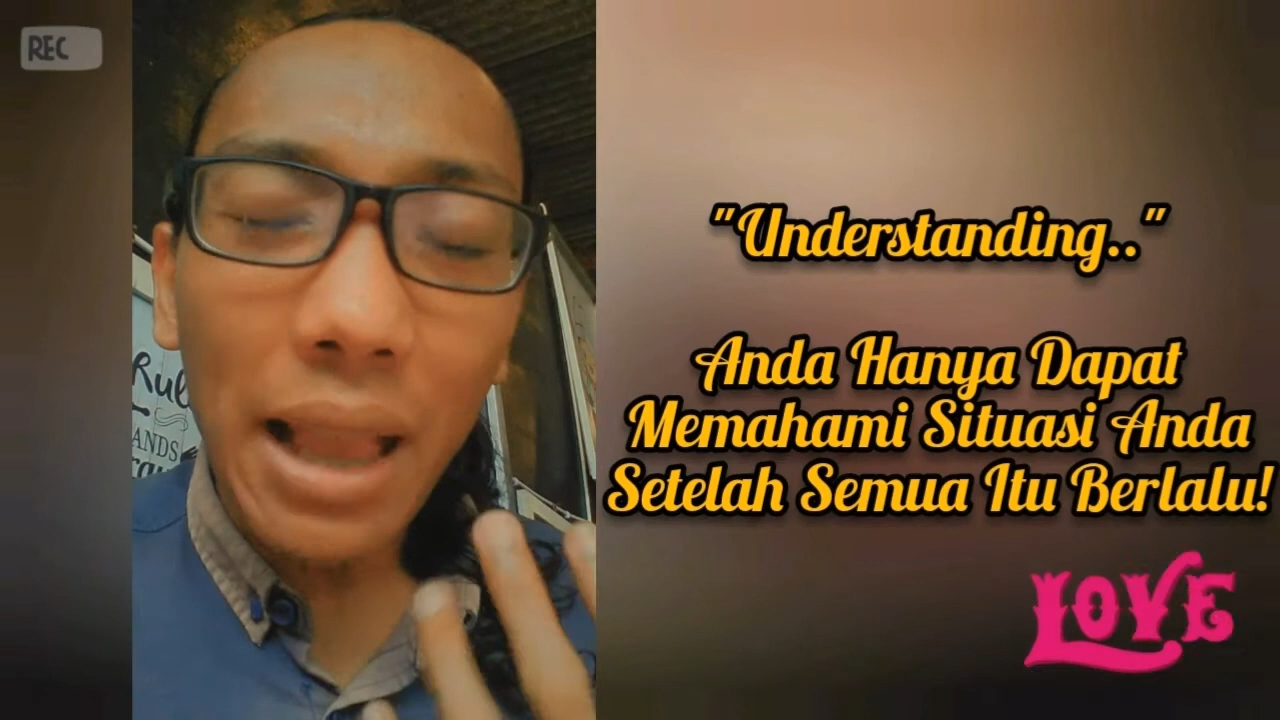 REC
"Understanding.."
Anda Hanya Dapat
Memahami Situasi Anda
Setelah Semua Itu Berlalu!
LOVE